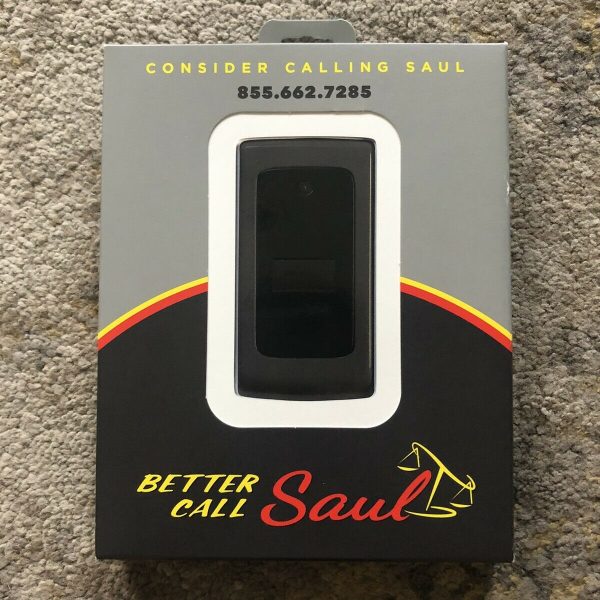 CONSIDER CALLING SAUL
855.662.7285
BETTER
CALL Saul